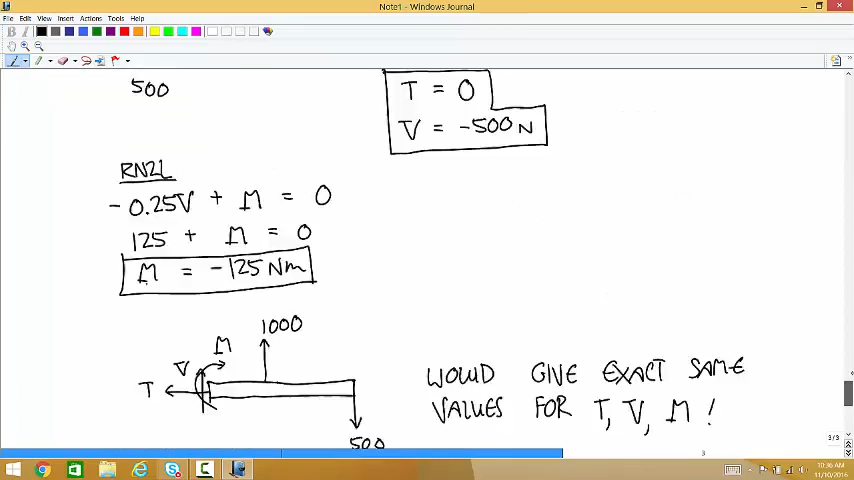 Note1 - Windows Journal
File Edit View Insert Actions Tools Help
B I
500
T = 0
V = -500 N
RN2L
-0.25V + M = 0
125 + M = 0
M = -125 Nm
1000
M
V
T
500
WOULD GIVE EXACT SAME
VALUES FOR T, V, M !
3
3/3
10:36 AM
11/10/2016